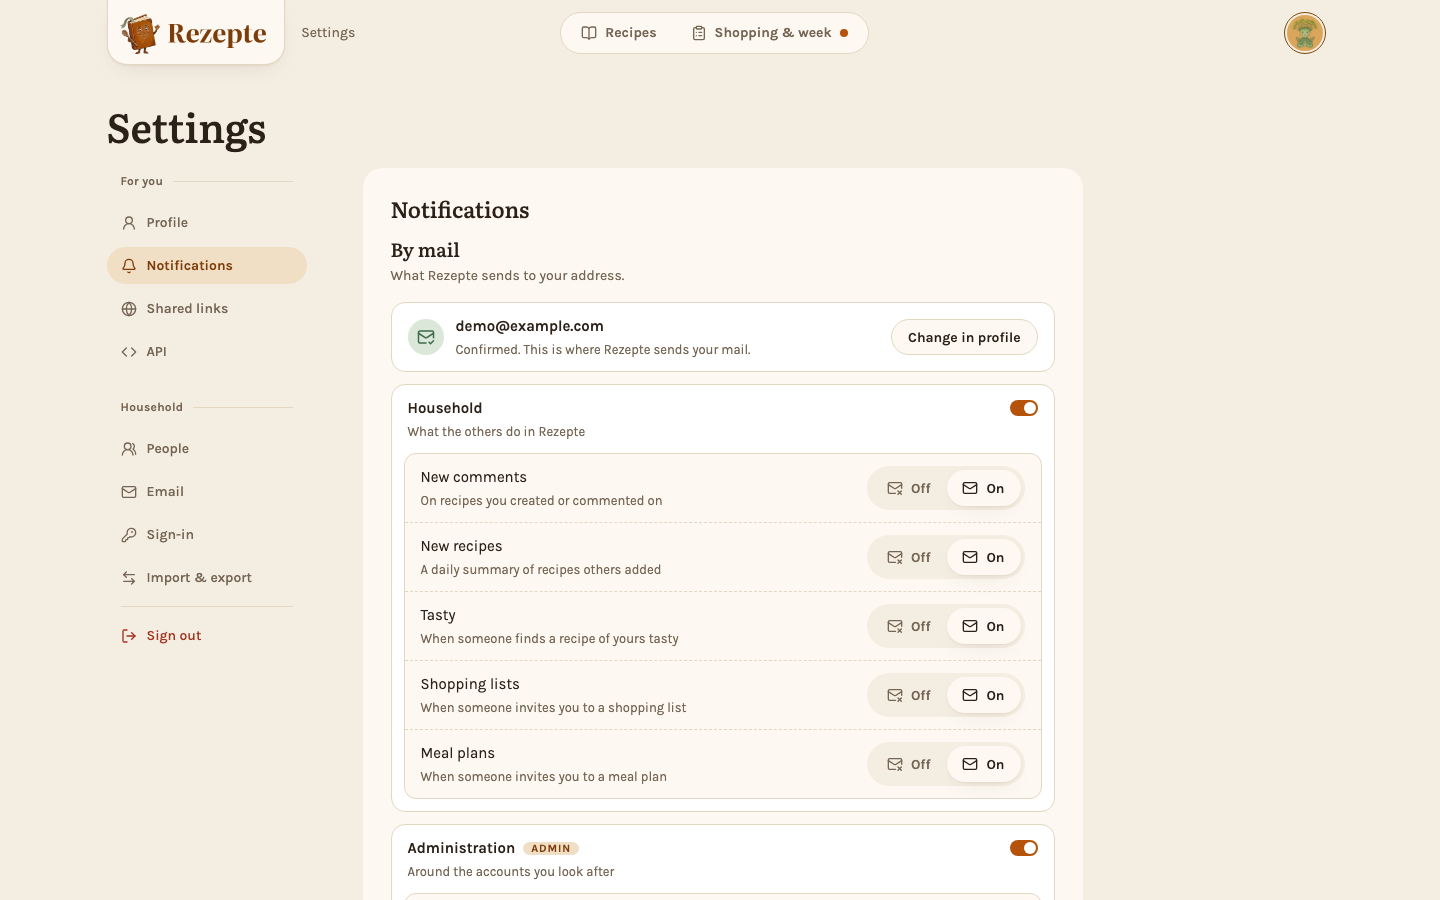 Rezepte
Settings
Recipes
Shopping & week
Settings
For you
Profile
Notifications
Shared links
API
Household
People
Email
Sign-in
Import & export
Sign out
Notifications
By mail
What Rezepte sends to your address.
demo@example.com
Confirmed. This is where Rezepte sends your mail.
Change in profile
Household
What the others do in Rezepte
New comments
On recipes you created or commented on
Off
On
New recipes
A daily summary of recipes others added
Off
On
Tasty
When someone finds a recipe of yours tasty
Off
On
Shopping lists
When someone invites you to a shopping list
Off
On
Meal plans
When someone invites you to a meal plan
Off
On
Administration ADMIN
Around the accounts you look after